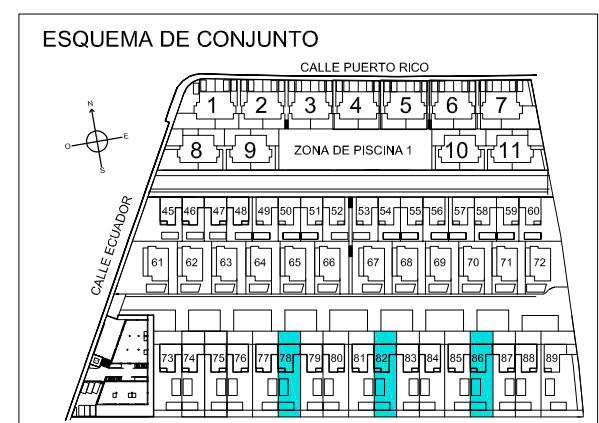 ESQUEMA DE CONJUNTO
CALLE PUERTO RICO
N
O E
S
1 2 3 4 5 6 7
8 9 ZONA DE PISCINA 1 10 11
CALLE ECUADOR
45 46 47 48 49 50 51 52 53 54 55 56 57 58 59 60
61 62 63 64 65 66 67 68 69 70 71 72
73 74 75 76 77 78 79 80 81 82 83 84 85 86 87 88 89